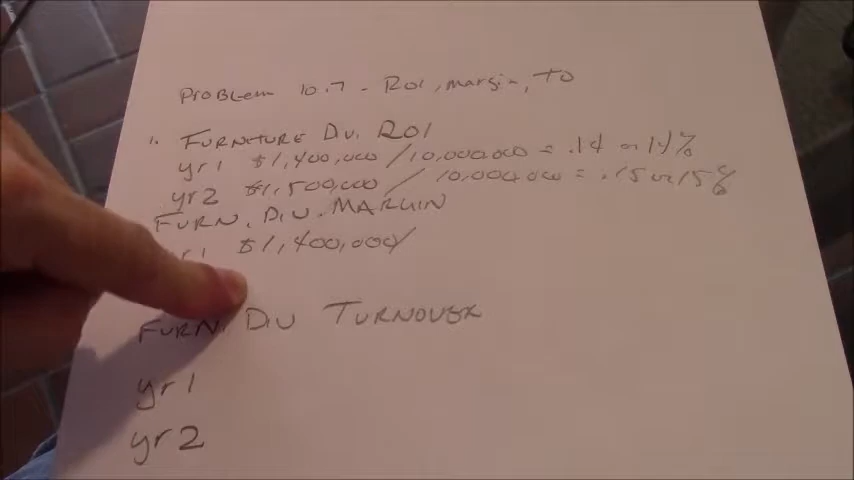 Problem 10.7 - ROI, margin, TO
1. FURNITURE Div. ROI
yr1 $1,400,000 / 10,000,000 = .14 or 14%
yr2 $1,500,000 / 10,000,000 = .15 or 15%
FURN. DIV. MARGIN
r1 $1,400,000/
FURN. DIV TURNOVER
yr1
yr2